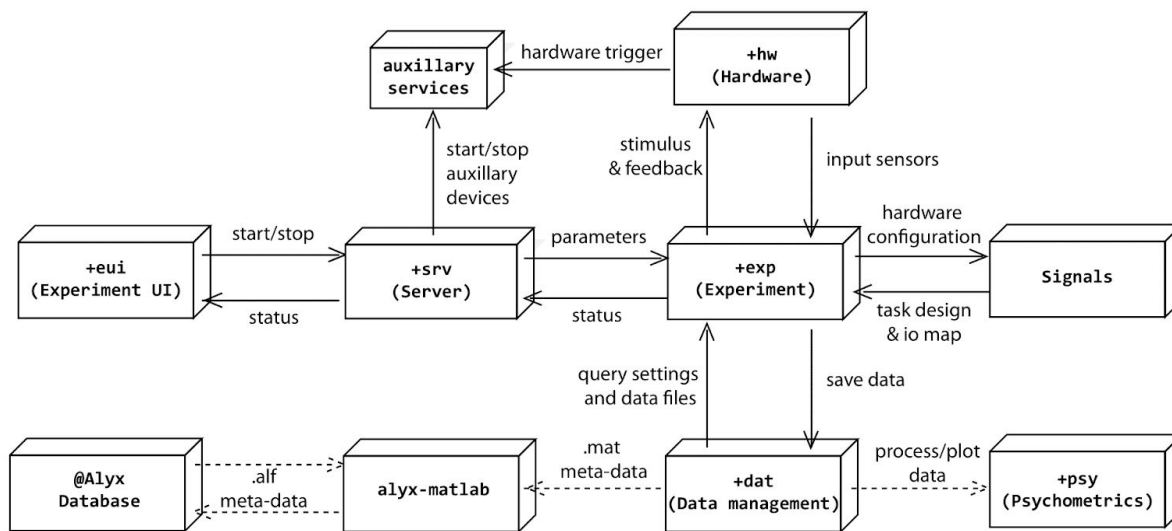 auxillary
services
hardware trigger
+hw
(Hardware)
start/stop
auxillary
devices
stimulus
& feedback
input sensors
+eui
(Experiment UI)
start/stop
status
+srv
(Server)
parameters
status
+exp
(Experiment)
hardware
configuration
task design
& io map
Signals
query settings
and data files
save data
@Alyx
Database
.alf
meta-data
alyx-matlab
.mat
meta-data
+dat
(Data management)
process/plot
data
+psy
(Psychometrics)